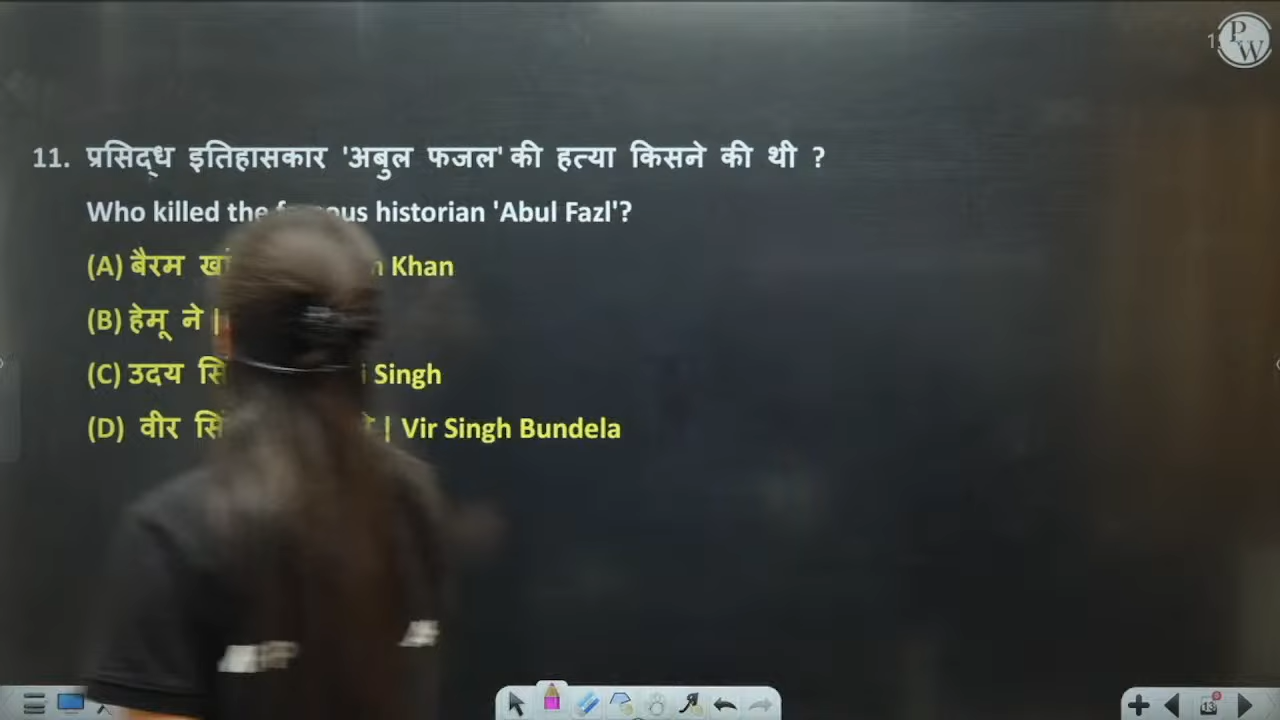 PW
11. प्रसिद्ध इतिहासकार 'अबुल फजल' की हत्या किसने की थी ?
Who killed the historian 'Abul Fazl'?
(A) बैरम Khan
(B) हेमू ने |
(C) उदय Singh
(D) वीर | Vir Singh Bundela
13